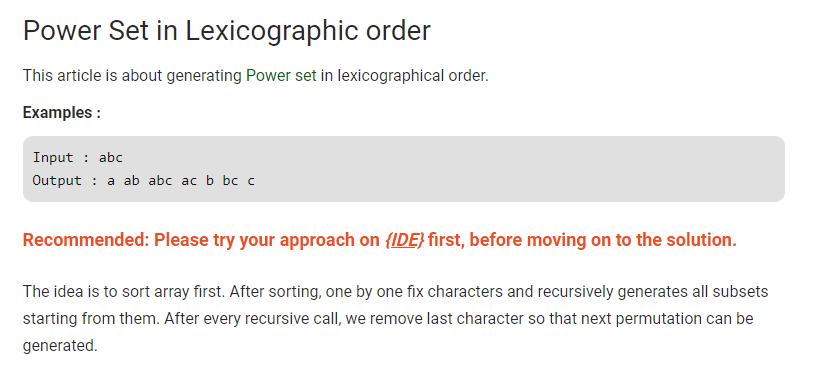 Power Set in Lexicographic order
This article is about generating Power set in lexicographical order.
Examples :
Input : abc
Output : a ab abc ac b bc c
Recommended: Please try your approach on {IDE} first, before moving on to the solution.
The idea is to sort array first. After sorting, one by one fix characters and recursively generates all subsets
starting from them. After every recursive call, we remove last character so that next permutation can be
generated.